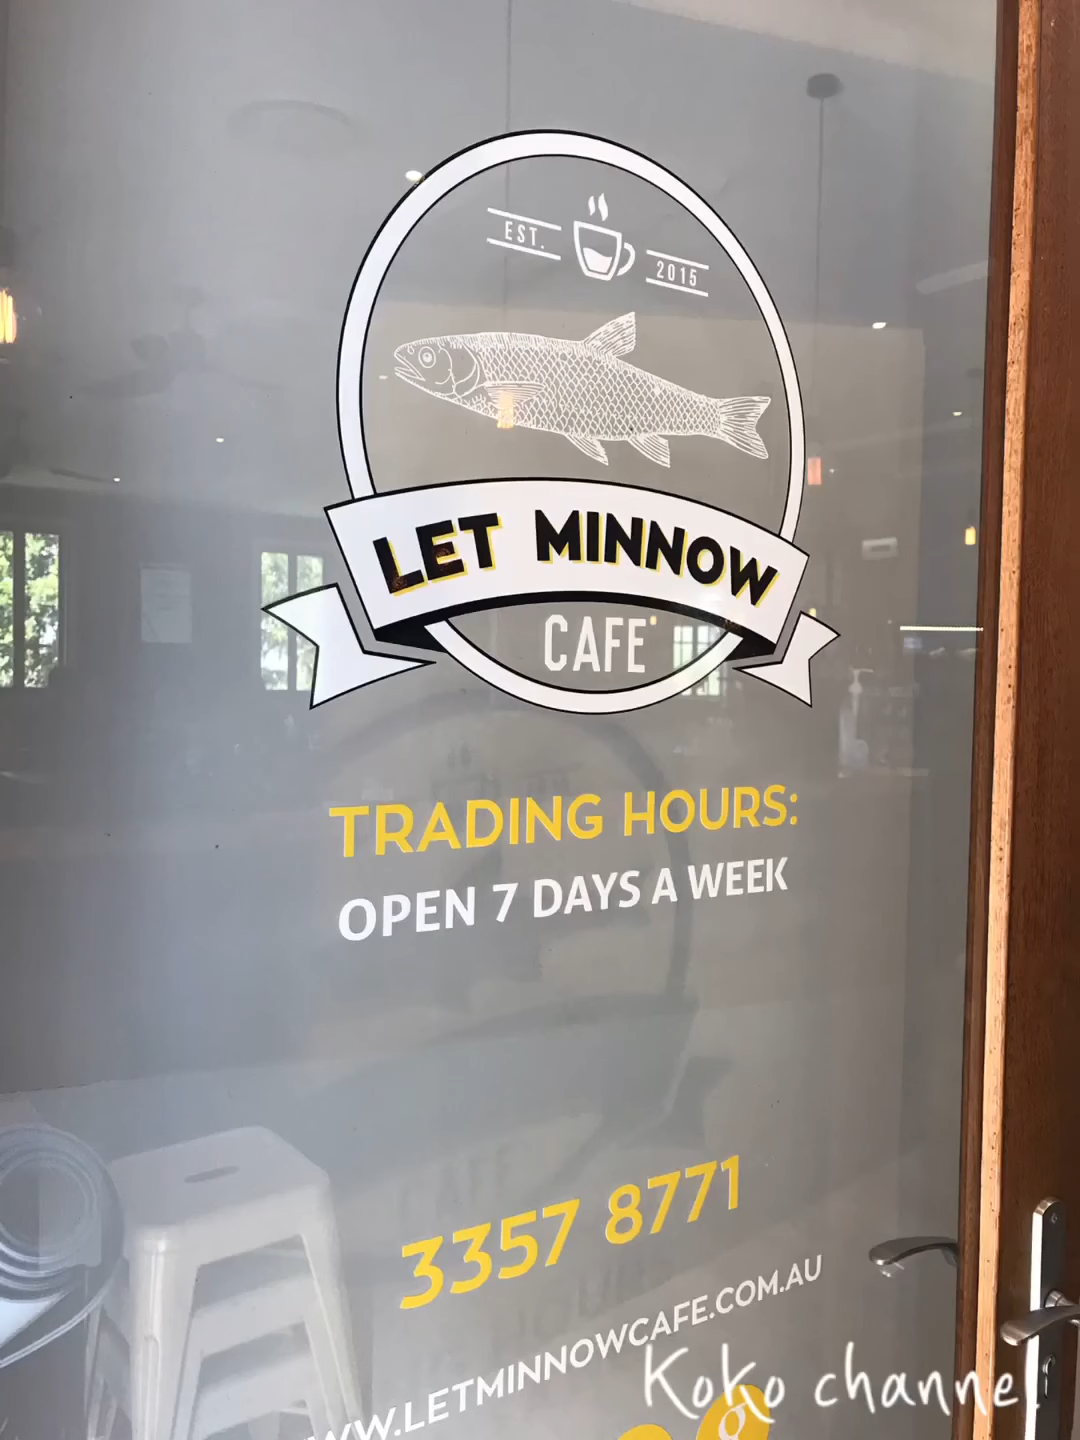 EST. 2015
LET MINNOW
CAFE
TRADING HOURS:
OPEN 7 DAYS A WEEK
3357 8771
WWW.LETMINNOWCAFE.COM.AU
Koko channel
g